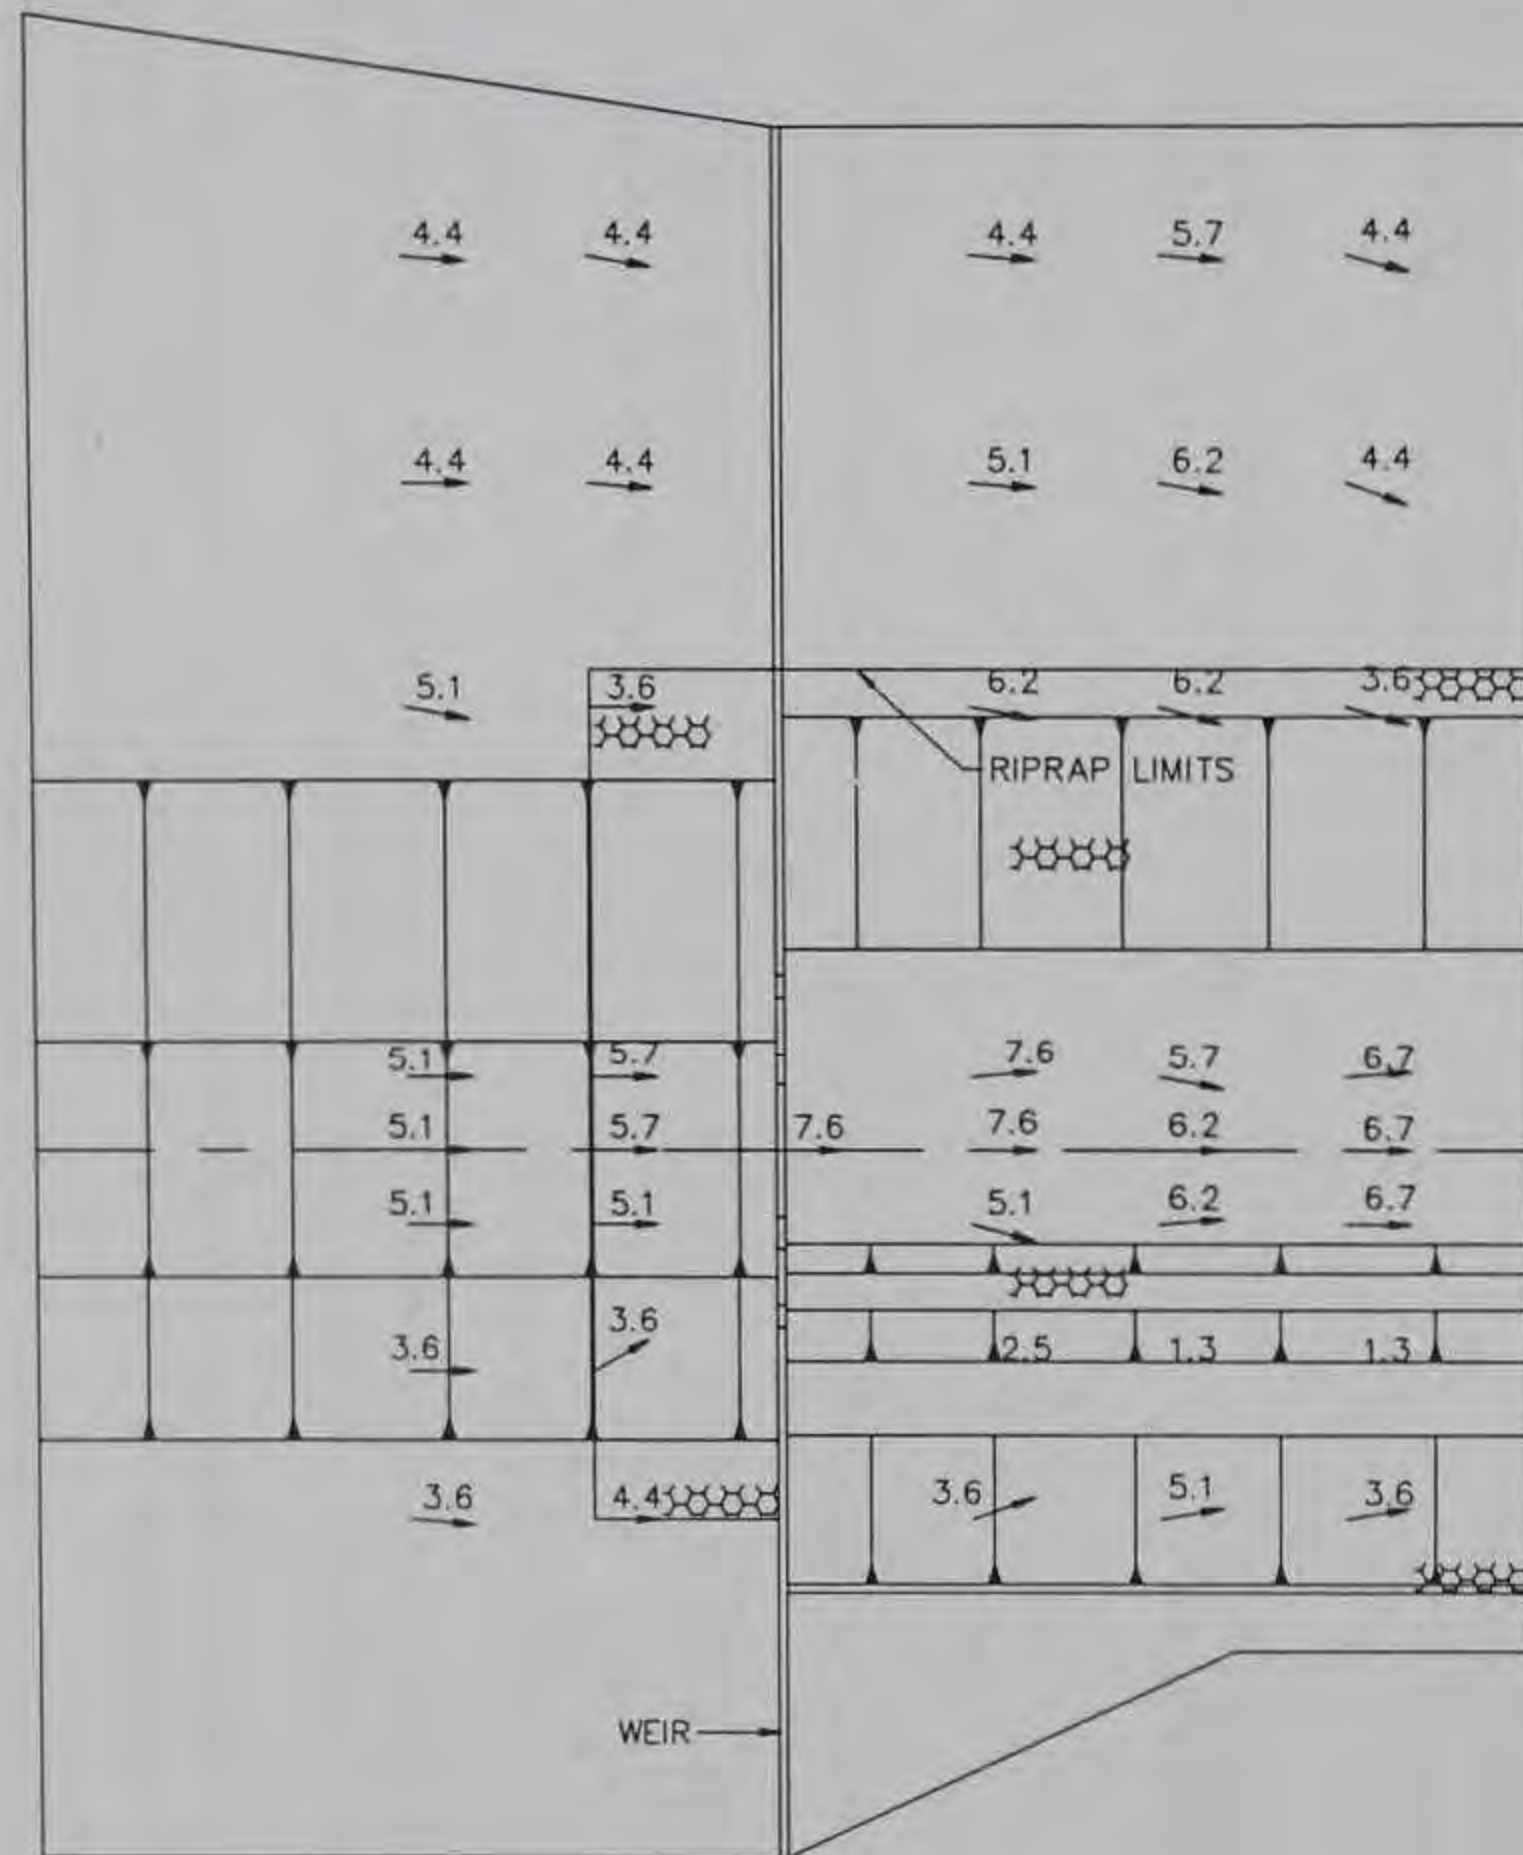 4.4 4.4 4.4 5.7 4.4
4.4 4.4 5.1 6.2 4.4
5.1 3.6 6.2 6.2 3.6
RIPRAP LIMITS
5.1 5.7 7.6 5.7 6.7
5.1 5.7 7.6 7.6 6.2 6.7
5.1 5.1 5.1 6.2 6.7
3.6 3.6 2.5 1.3 1.3
3.6 4.4 3.6 5.1 3.6
WEIR